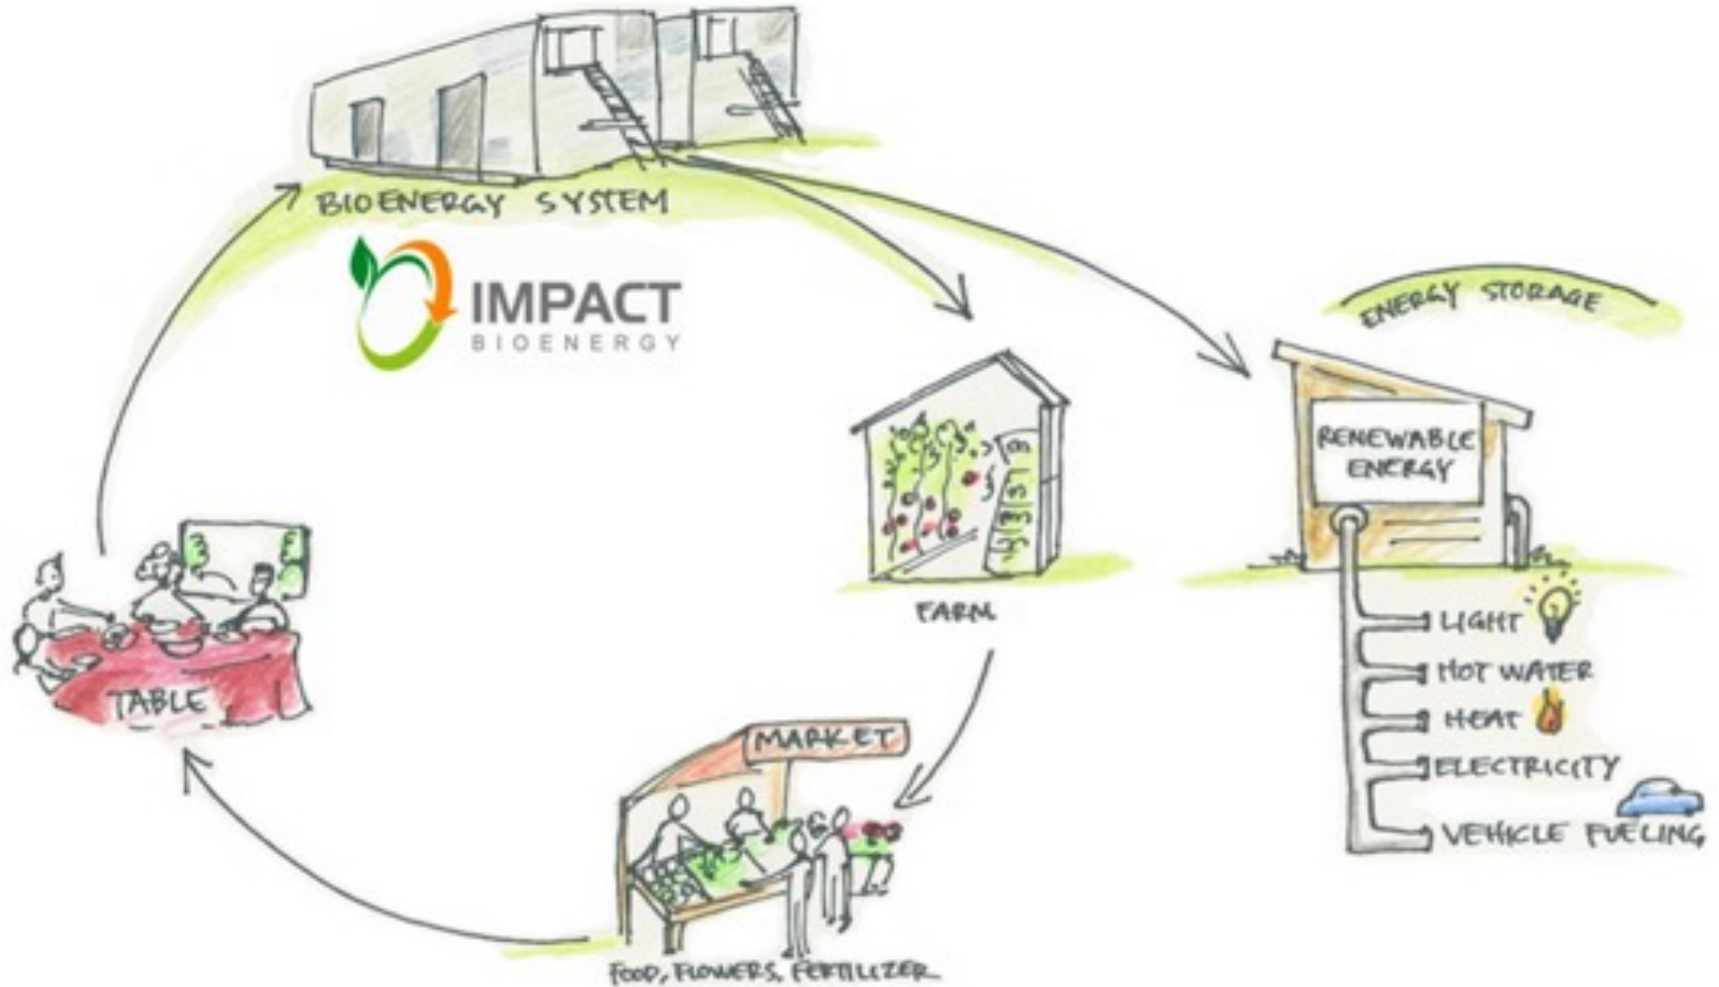 BIOENERGY SYSTEM
IMPACT
BIOENERGY
ENERGY STORAGE
RENEWABLE
ENERGY
FARM
LIGHT
HOT WATER
HEAT
ELECTRICITY
VEHICLE FUELING
TABLE
MARKET
FOOD, FLOWERS, FERTILIZER